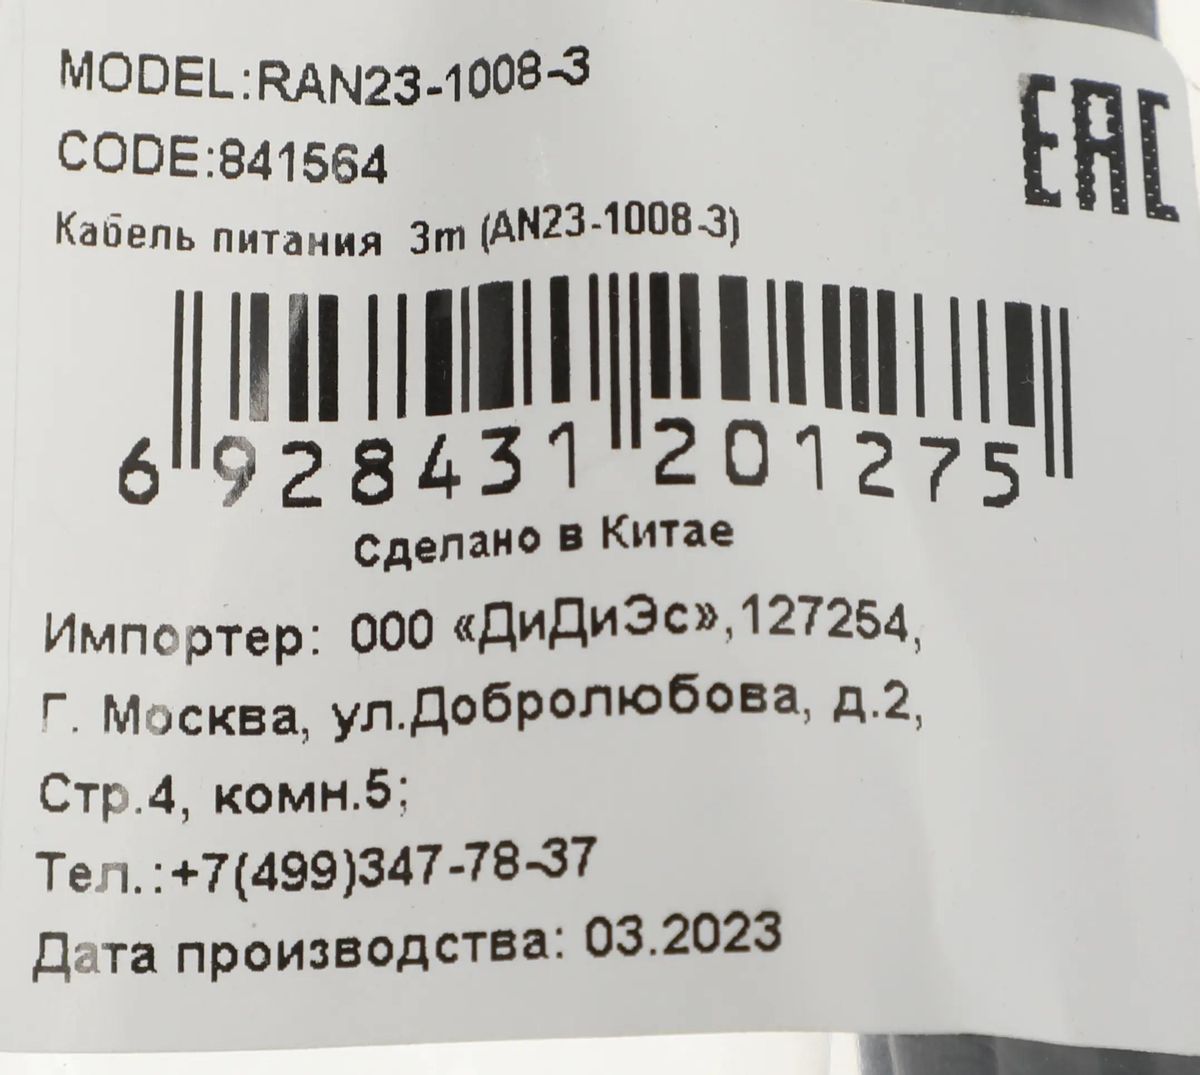 MODEL:RAN23-1008-3
EAC
CODE:841564
Кабель питания 3m (AN23-1008-3)
6 928431 201275
Сделано в Китае
Импортер: ООО «ДиДиЭс»,127254,
Г. Москва, ул.Добролюбова, д.2,
Стр.4, комн.5;
Тел.:+7(499)347-78-37
Дата производства: 03.2023